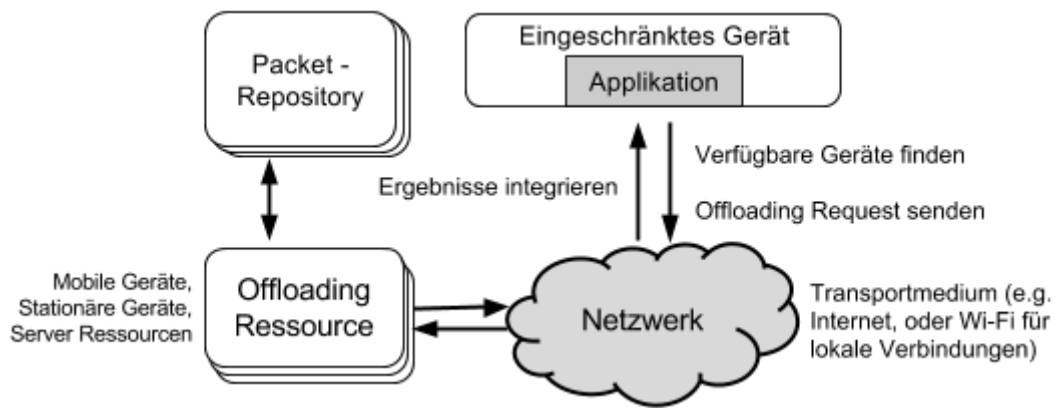 Packet -
Repository
Eingeschränktes Gerät
Applikation
Ergebnisse integrieren
Verfügbare Geräte finden
Offloading Request senden
Mobile Geräte,
Stationäre Geräte,
Server Ressourcen
Offloading
Ressource
Netzwerk
Transportmedium (e.g.
Internet, oder Wi-Fi für
lokale Verbindungen)